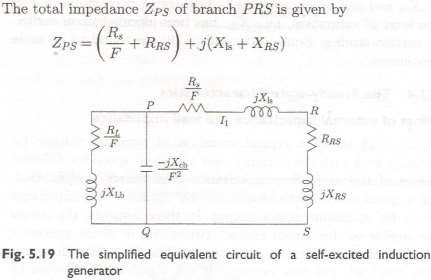 The total impedance Z_PS of branch PRS is given by
Z_PS = (R_s/F + R_RS) + j(X_ls + X_RS)
R_s/F
jX_ls
P
I_1
R
R_L/F
-jX_cb/F^2
R_RS
jX_Lb
jX_RS
Q
S
Fig. 5.19 The simplified equivalent circuit of a self-excited induction
generator